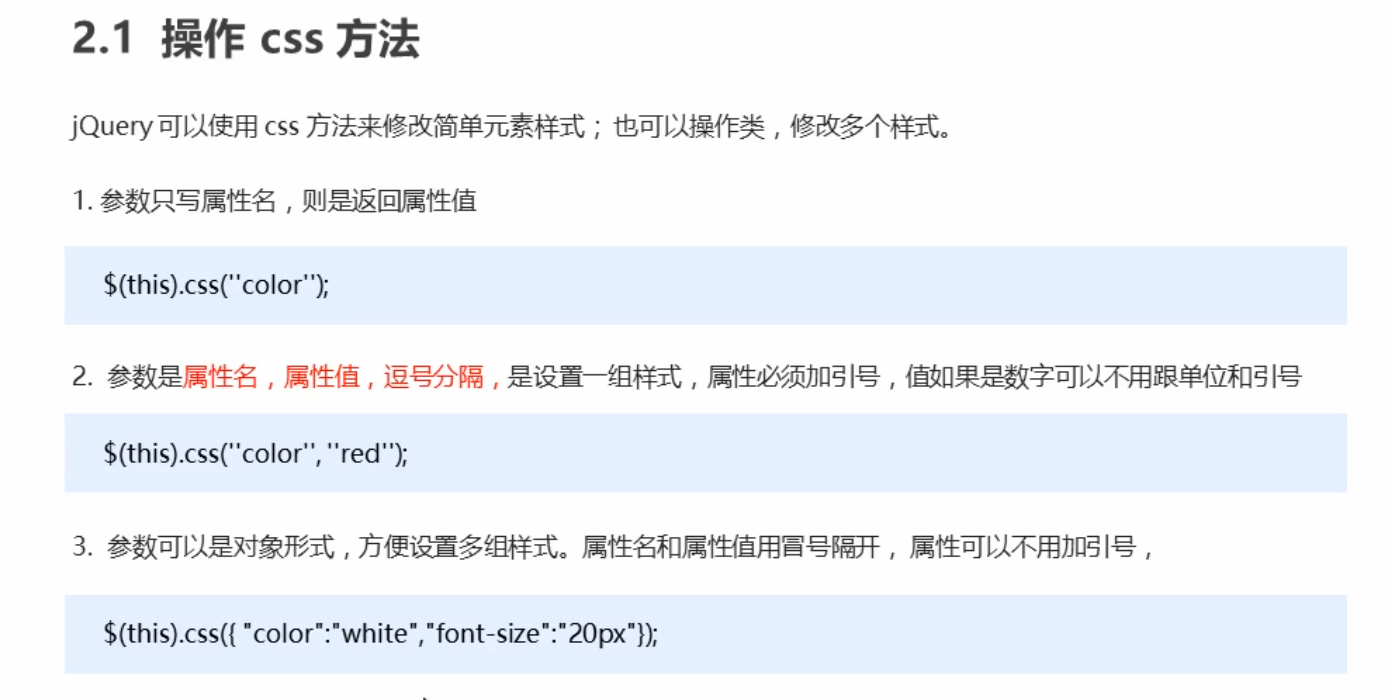 2.1 操作 css 方法
jQuery 可以使用 css 方法来修改简单元素样式； 也可以操作类，修改多个样式。
1. 参数只写属性名，则是返回属性值
$(this).css(''color'');
2. 参数是属性名，属性值，逗号分隔，是设置一组样式，属性必须加引号，值如果是数字可以不用跟单位和引号
$(this).css(''color'', ''red'');
3. 参数可以是对象形式，方便设置多组样式。属性名和属性值用冒号隔开， 属性可以不用加引号，
$(this).css({ "color":"white","font-size":"20px"});